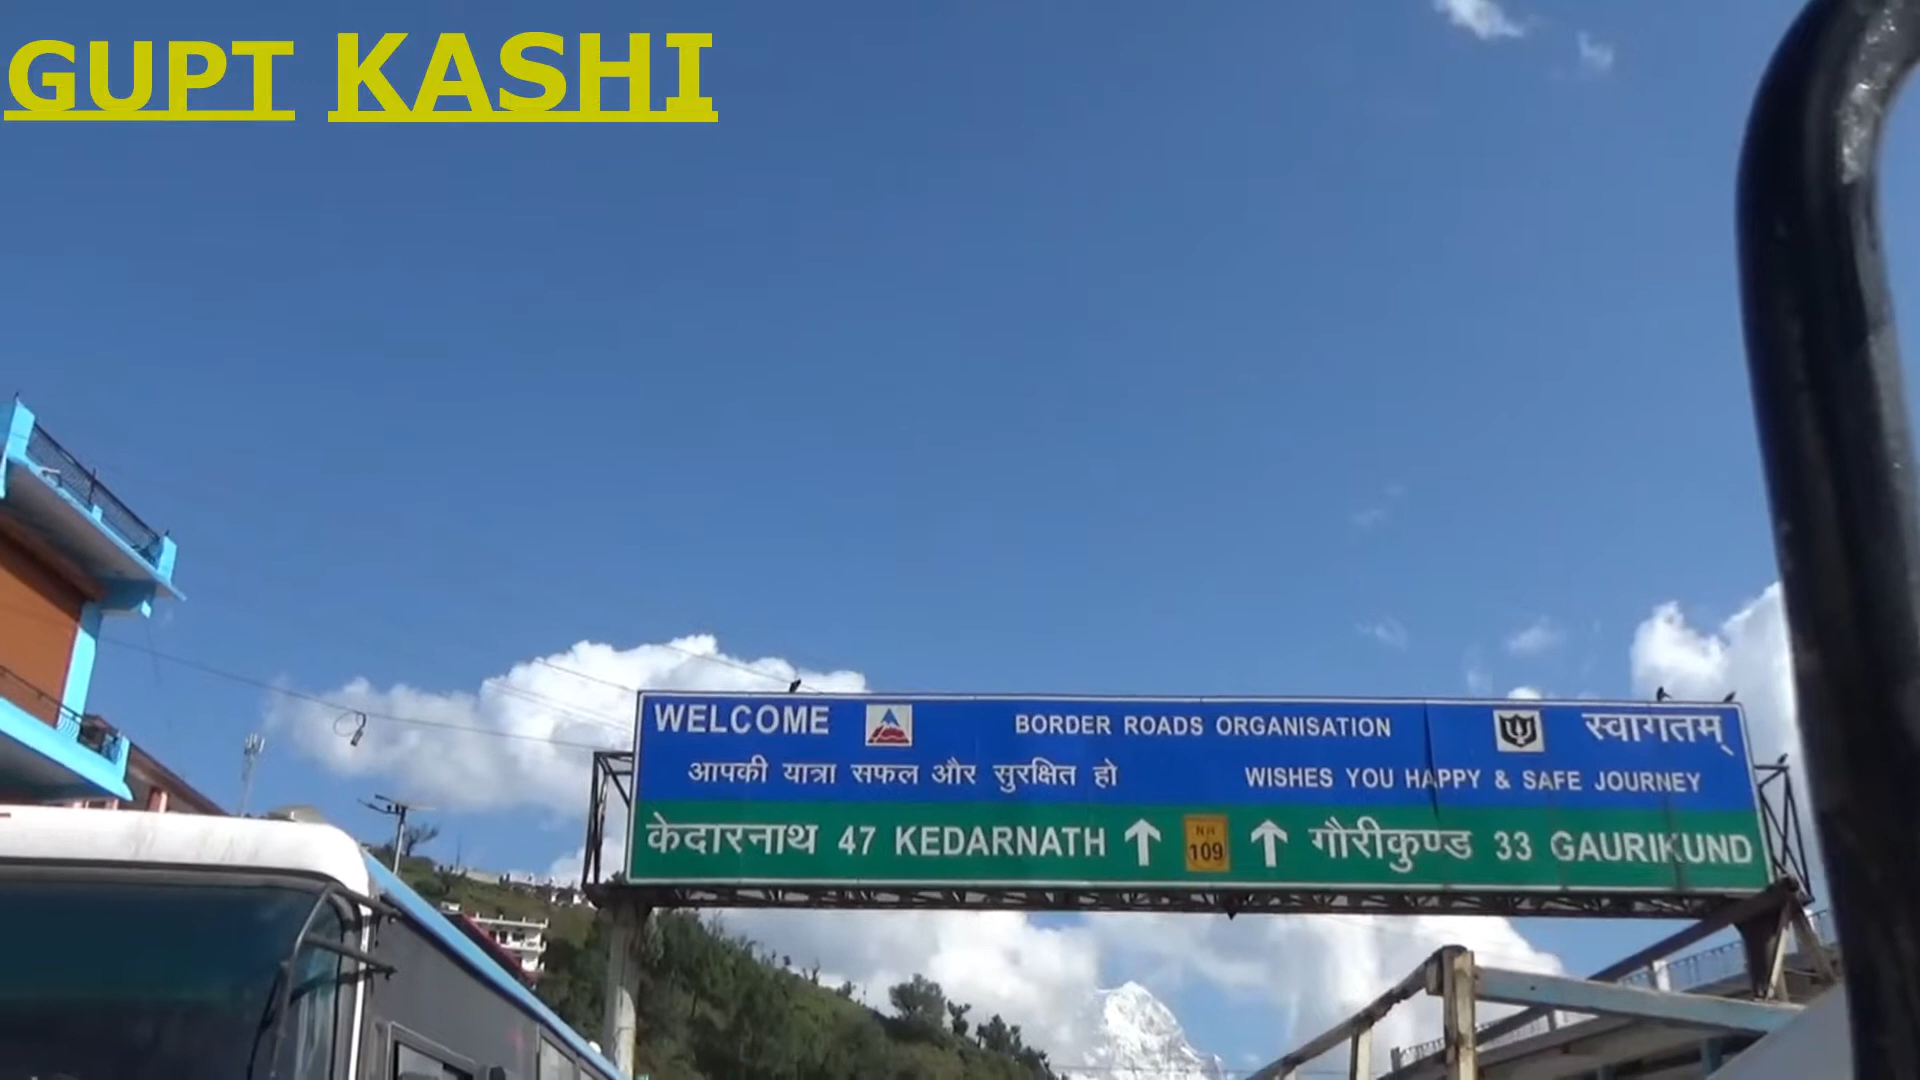 GUPT KASHI
WELCOME BORDER ROADS ORGANISATION स्वागतम्
आपकी यात्रा सफल और सुरक्षित हो WISHES YOU HAPPY & SAFE JOURNEY
केदारनाथ 47 KEDARNATH NH 109 गौरीकुण्ड 33 GAURIKUND